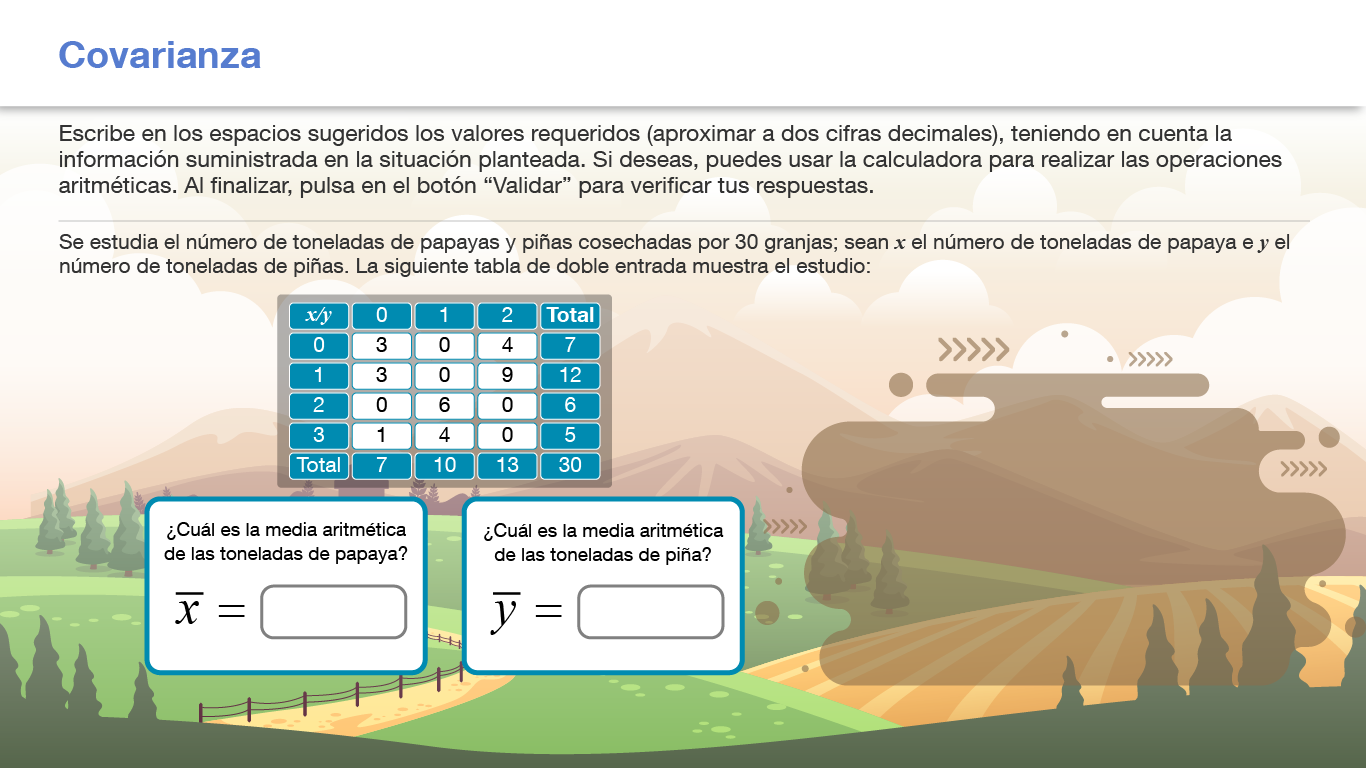 Covarianza
Escribe en los espacios sugeridos los valores requeridos (aproximar a dos cifras decimales), teniendo en cuenta la
información suministrada en la situación planteada. Si deseas, puedes usar la calculadora para realizar las operaciones
aritméticas. Al finalizar, pulsa en el botón “Validar” para verificar tus respuestas.
Se estudia el número de toneladas de papayas y piñas cosechadas por 30 granjas; sean x el número de toneladas de papaya e y el
número de toneladas de piñas. La siguiente tabla de doble entrada muestra el estudio:
x/y 0 1 2 Total
0 3 0 4 7
1 3 0 9 12
2 0 6 0 6
3 1 4 0 5
Total 7 10 13 30
¿Cuál es la media aritmética
de las toneladas de papaya?
x̅ =
¿Cuál es la media aritmética
de las toneladas de piña?
y̅ =